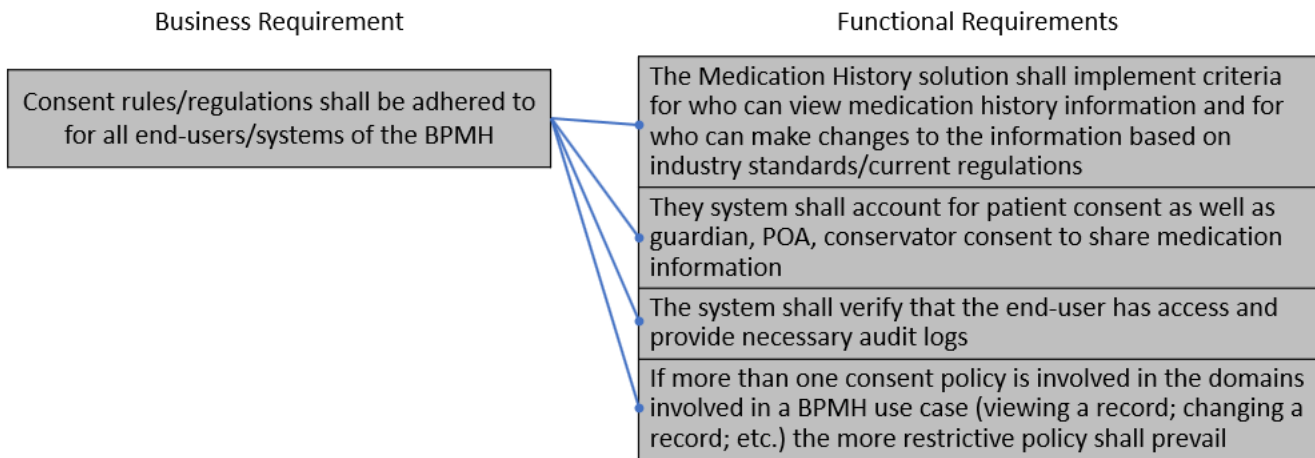 Business Requirement
Functional Requirements
Consent rules/regulations shall be adhered to
for all end-users/systems of the BPMH
The Medication History solution shall implement criteria
for who can view medication history information and for
who can make changes to the information based on
industry standards/current regulations
They system shall account for patient consent as well as
guardian, POA, conservator consent to share medication
information
The system shall verify that the end-user has access and
provide necessary audit logs
If more than one consent policy is involved in the domains
involved in a BPMH use case (viewing a record; changing a
record; etc.) the more restrictive policy shall prevail